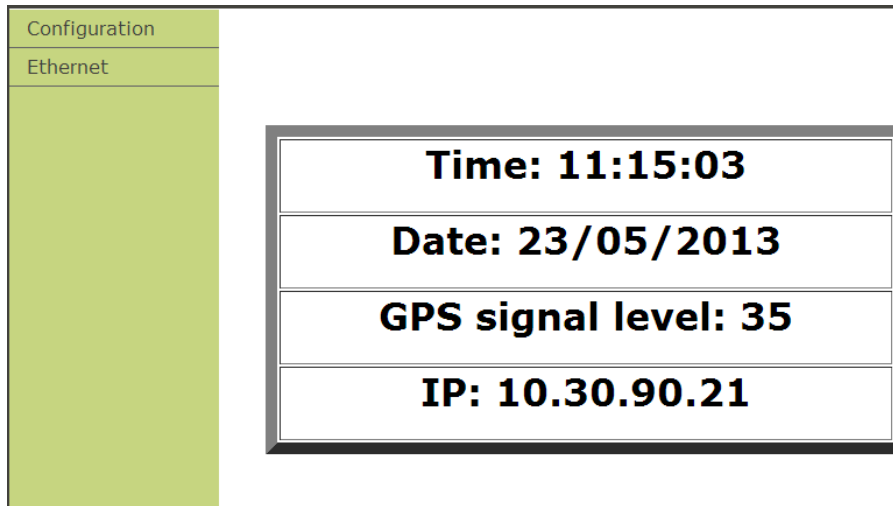 Configuration
Ethernet
Time: 11:15:03
Date: 23/05/2013
GPS signal level: 35
IP: 10.30.90.21